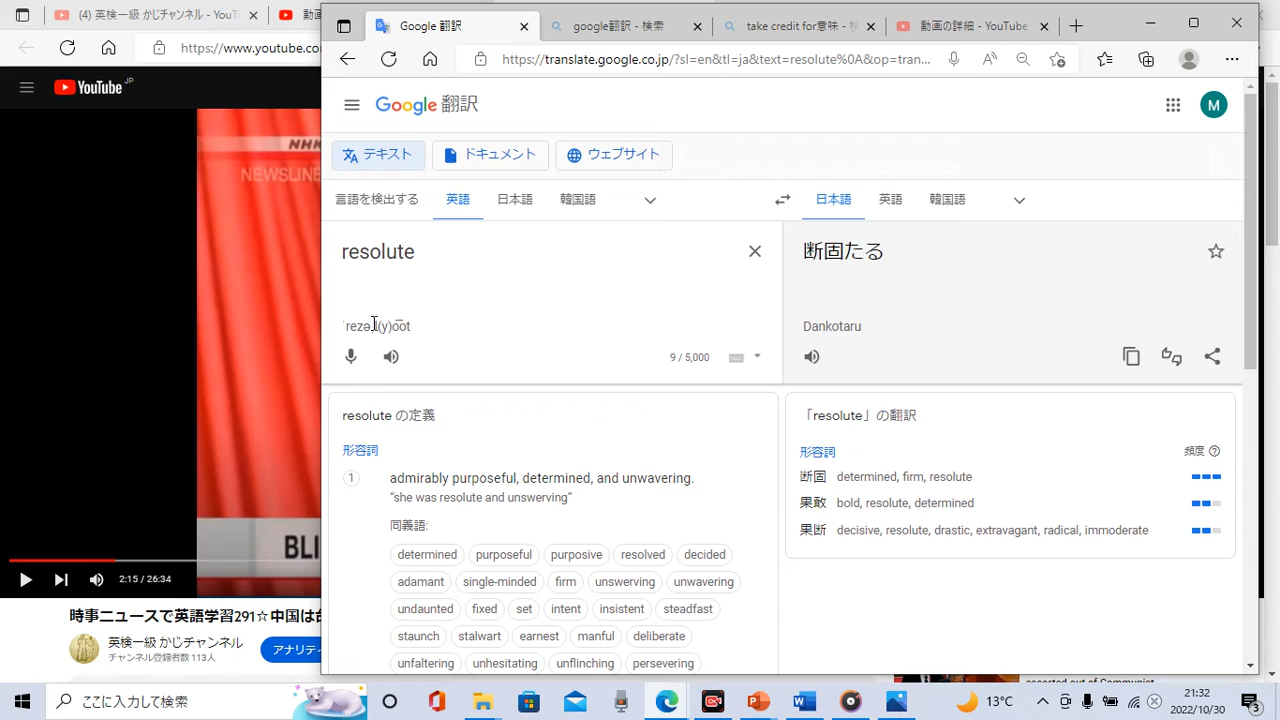 (4) 英検一級 かじチャンネル - YouT
https://www.youtube.co
YouTube JP
NHK
NEWSLINE
BLI
2:15 / 26:34
時事ニュースで英語学習291☆中国は台
英検一級 かじチャンネル
チャンネル登録者数 113人
アナリティ
Google 翻訳
google翻訳 - 検索
take credit for意味 - 検
動画の詳細 - YouTube
https://translate.google.co.jp/?sl=en&tl=ja&text=resolute%0A&op=tran...
Google 翻訳
M
テキスト ドキュメント ウェブサイト
言語を検出する 英語 日本語 韓国語
日本語 英語 韓国語
resolute
断固たる
Dankotaru
9 / 5,000
resolute の定義
形容詞
1 admirably purposeful, determined, and unwavering.
"she was resolute and unswerving"
同義語:
determined purposeful purposive resolved decided
adamant single-minded firm unswerving unwavering
undaunted fixed set intent insistent steadfast
staunch stalwart earnest manful deliberate
unfaltering unhesitating unflinching persevering
「resolute」の翻訳
形容詞 頻度
断固 determined, firm, resolute
果敢 bold, resolute, determined
果断 decisive, resolute, drastic, extravagant, radical, immoderate
escorted out of Communist
ここに入力して検索
13°C
21:32
2022/10/30
3